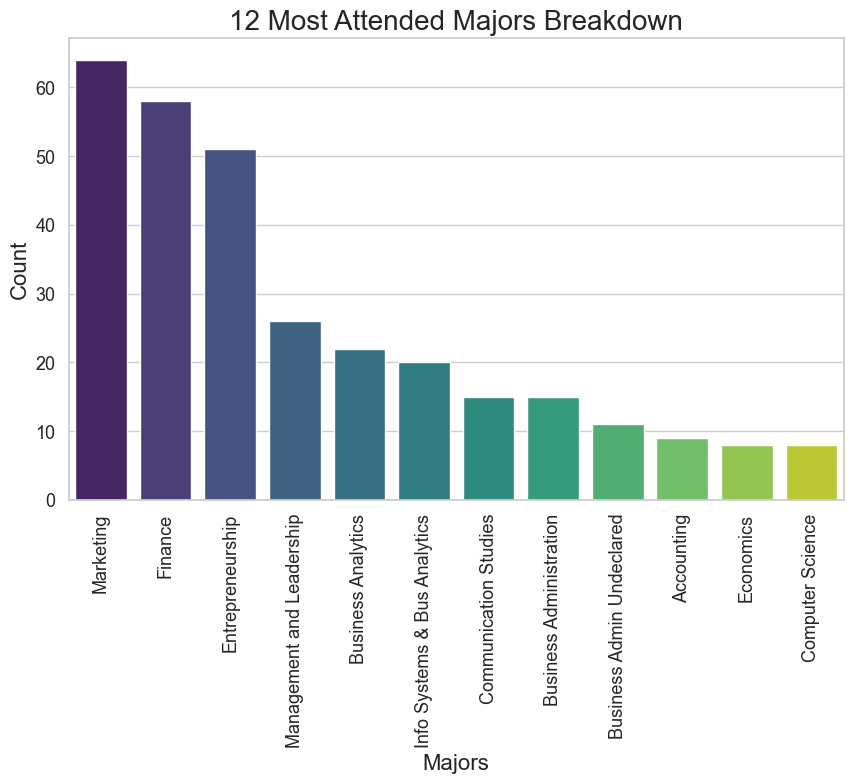 12 Most Attended Majors Breakdown
Count
60
50
40
30
20
10
0
Marketing
Finance
Entrepreneurship
Management and Leadership
Business Analytics
Info Systems & Bus Analytics
Communication Studies
Business Administration
Business Admin Undeclared
Accounting
Economics
Computer Science
Majors